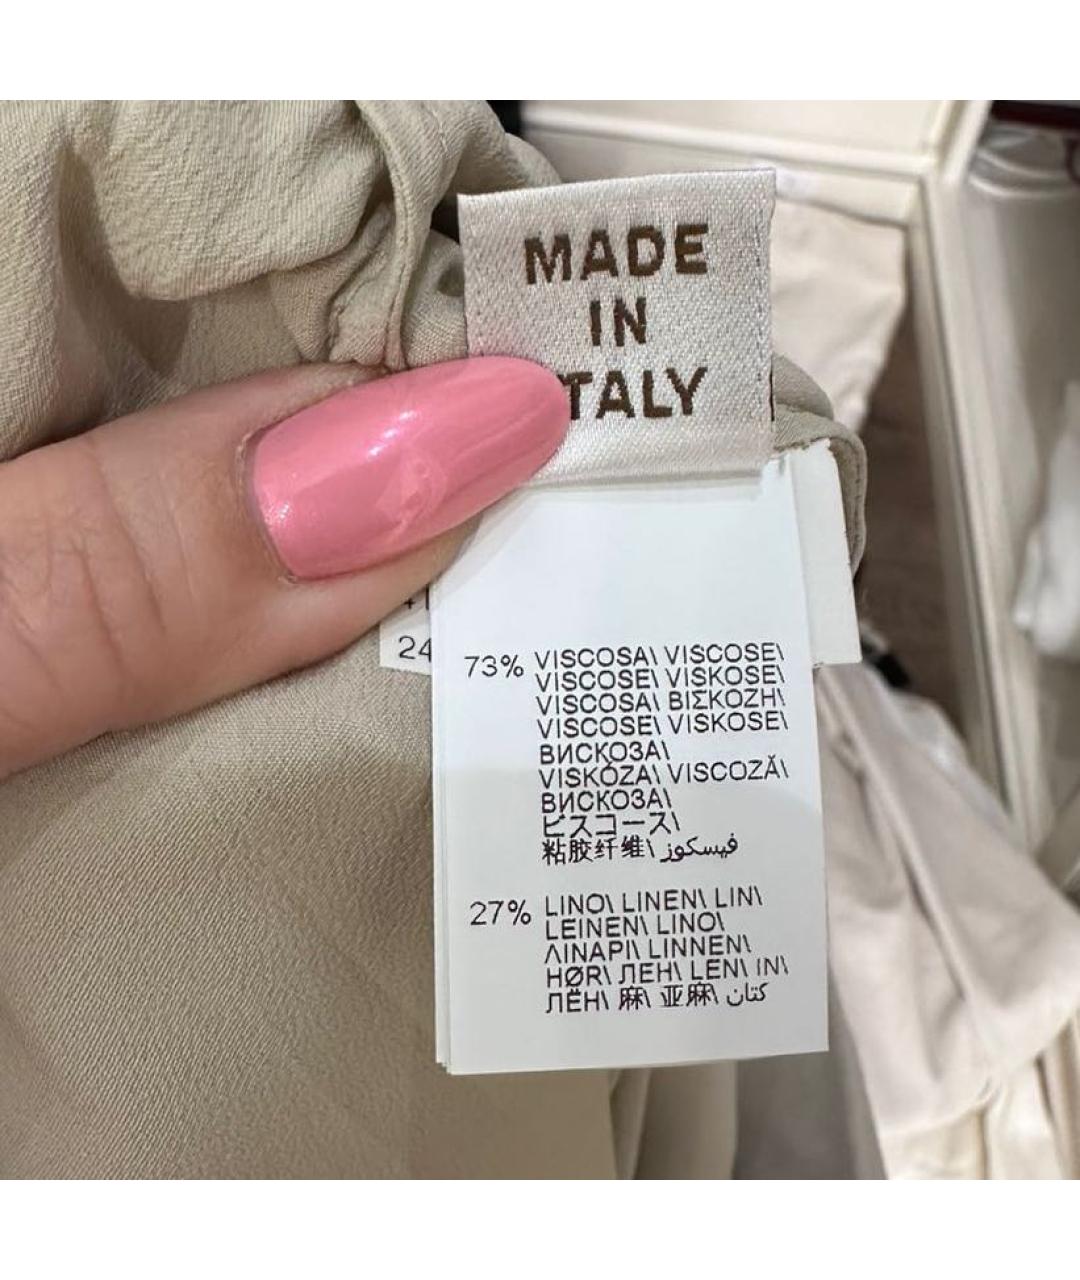 MADE
IN
ITALY
24
73% VISCOSA\ VISCOSE\
VISCOSE\ VISKOSE\
VISCOSA\ ΒΙΣΚΟΖΗ\
VISCOSE\ VISKOSE\
ВИСКОЗА\
VISKÓZA\ VISCOZĂ\
ВИСКОЗА\
ビスコース\
粘胶纤维\ فيسكوز
27% LINO\ LINEN\ LIN\
LEINEN\ LINO\
ΛΙΝΑΡΙ\ LINNEN\
HØR\ ЛЕН\ LEN\ IN\
ЛЁН\ 麻\ 亚麻\ كتان